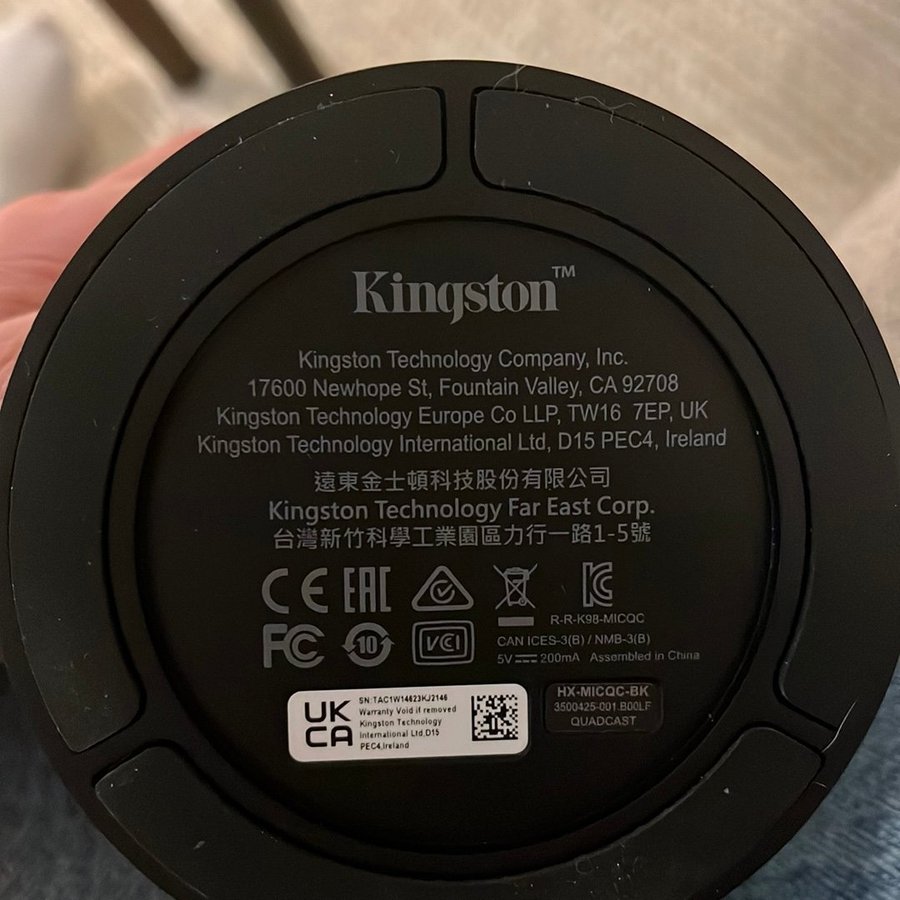 Kingston™
Kingston Technology Company, Inc.
17600 Newhope St, Fountain Valley, CA 92708
Kingston Technology Europe Co LLP, TW16 7EP, UK
Kingston Technology International Ltd, D15 PEC4, Ireland
遠東金士頓科技股份有限公司
Kingston Technology Far East Corp.
台灣新竹科學工業園區力行一路1-5號
CE EAC
R-R-K98-MICQC
FC 10 VCI
CAN ICES-3(B) / NMB-3(B)
5V⎓200mA Assembled in China
UK
CA
SN:TAC1W14623KJ2146
Warranty Void if removed
Kingston Technology
International Ltd,D15
PEC4,Ireland
HX-MICQC-BK
3500425-001.B00LF
QUADCAST